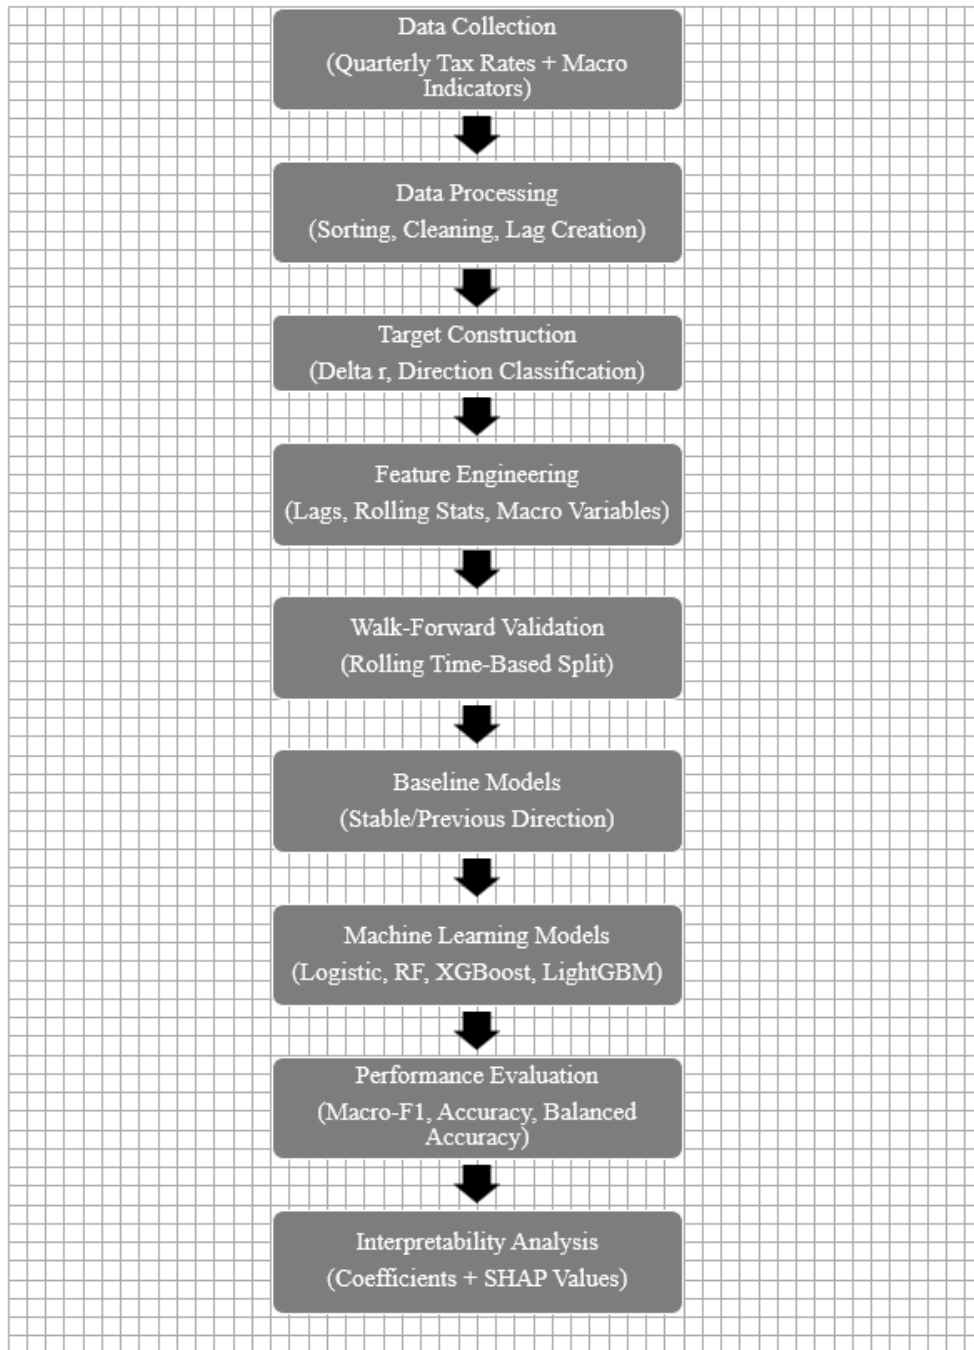 Data Collection
(Quarterly Tax Rates + Macro
Indicators)
Data Processing
(Sorting, Cleaning, Lag Creation)
Target Construction
(Delta r, Direction Classification)
Feature Engineering
(Lags, Rolling Stats, Macro Variables)
Walk-Forward Validation
(Rolling Time-Based Split)
Baseline Models
(Stable/Previous Direction)
Machine Learning Models
(Logistic, RF, XGBoost, LightGBM)
Performance Evaluation
(Macro-F1, Accuracy, Balanced
Accuracy)
Interpretability Analysis
(Coefficients + SHAP Values)